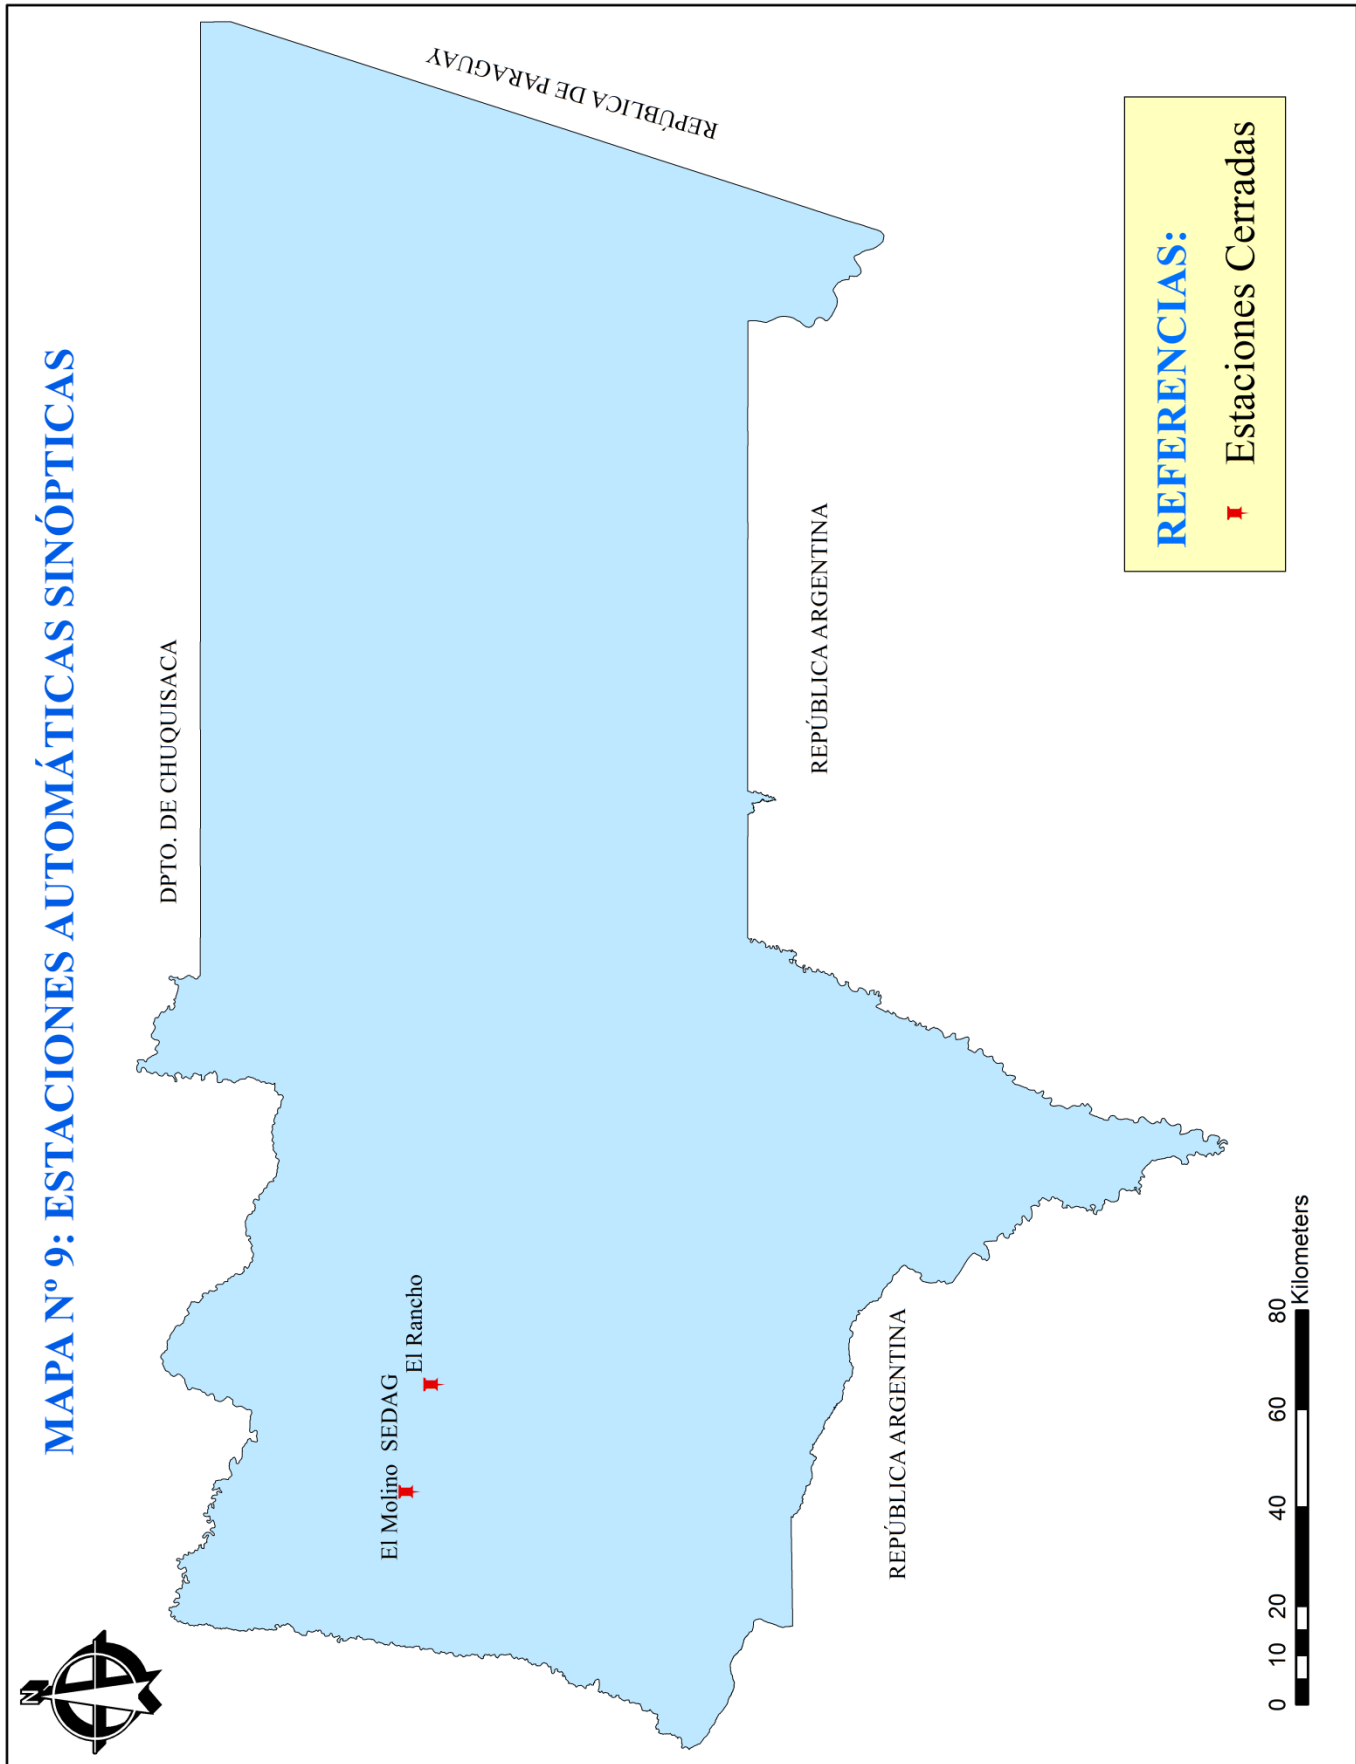 MAPA Nº 9: ESTACIONES AUTOMÁTICAS SINÓPTICAS
N
DPTO. DE CHUQUISACA
REPÚBLICA DE PARAGUAY
El Molino SEDAG
El Rancho
REPÚBLICA ARGENTINA
REPÚBLICA ARGENTINA
REFERENCIAS:
Estaciones Cerradas
0 10 20 40 60 80
Kilometers